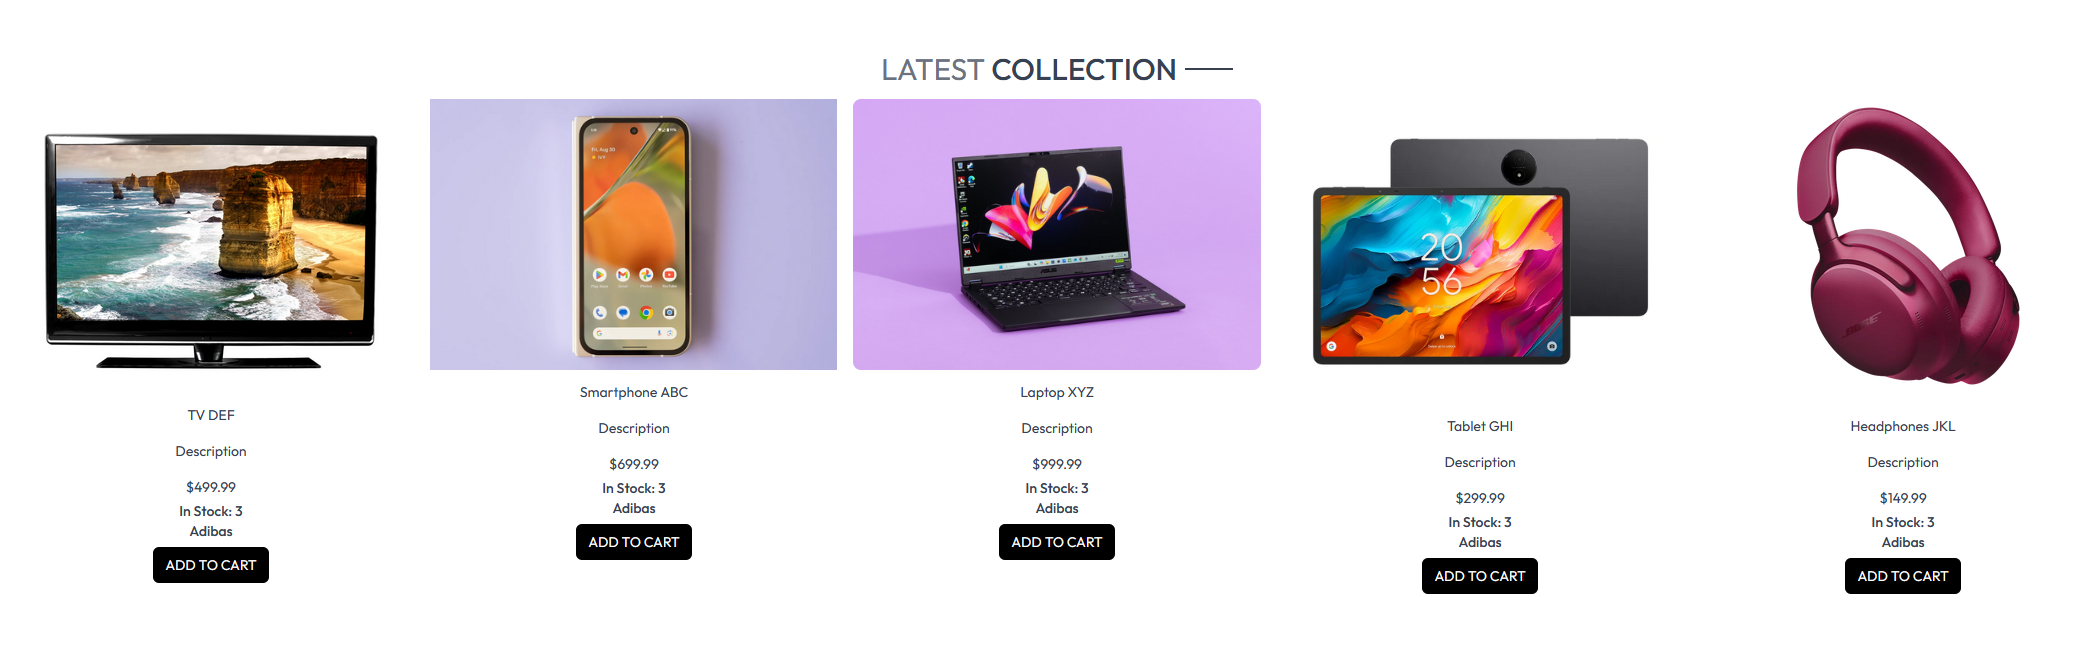 LATEST COLLECTION
20
56
ASUS
BOSE
TV DEF
Description
$499.99
In Stock: 3
Adibas
ADD TO CART
Smartphone ABC
Description
$699.99
In Stock: 3
Adibas
ADD TO CART
Laptop XYZ
Description
$999.99
In Stock: 3
Adibas
ADD TO CART
Tablet GHI
Description
$299.99
In Stock: 3
Adibas
ADD TO CART
Headphones JKL
Description
$149.99
In Stock: 3
Adibas
ADD TO CART